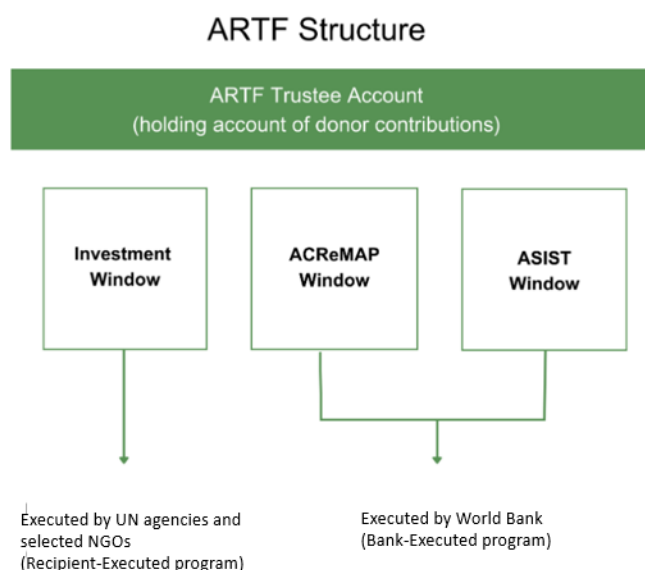 ARTF Structure
ARTF Trustee Account
(holding account of donor contributions)
Investment
Window
ACReMAP
Window
ASIST
Window
Executed by UN agencies and
selected NGOs
(Recipient-Executed program)
Executed by World Bank
(Bank-Executed program)